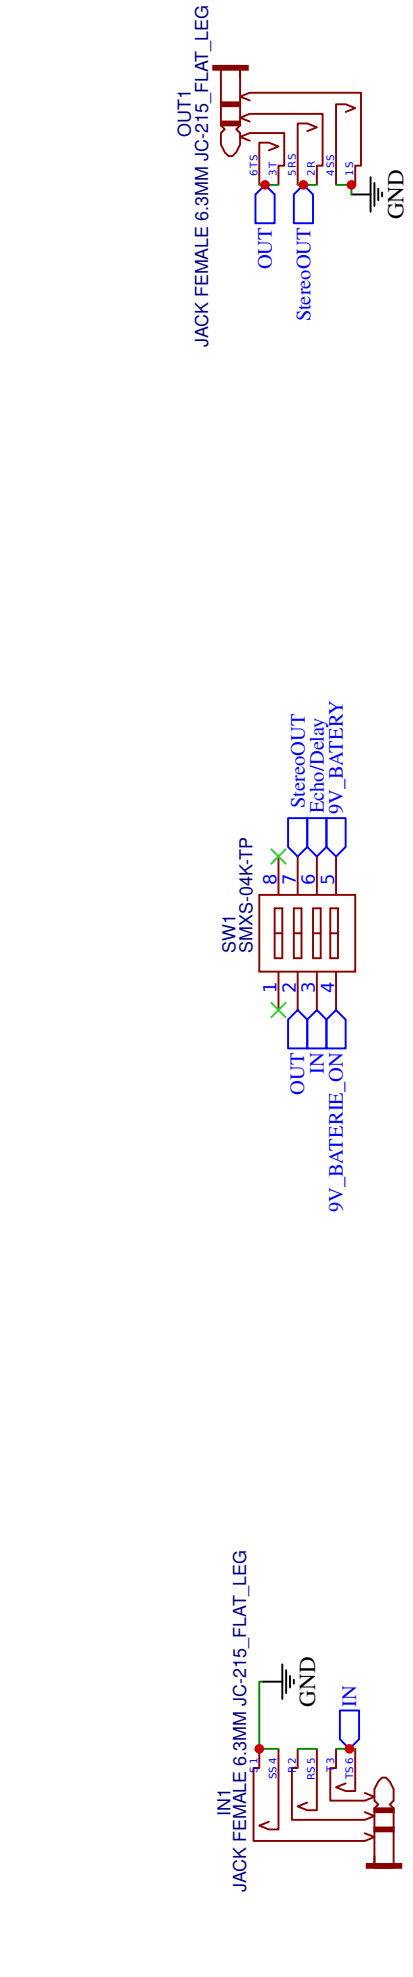 OUT1
JACK FEMALE 6.3MM JC-215_FLAT_LEG
6 TS
3 T
5 RS
2 R
4 SS
1 S
OUT
StereoOUT
GND
SW1
SMXS-04K-TP
8
7
6
5
StereoOUT
Echo/Delay
9V_BATERY
1
2
3
4
OUT
IN
9V_BATERIE_ON
IN1
JACK FEMALE 6.3MM JC-215_FLAT_LEG
S 1
SS 4
R 2
RS 5
T 3
TS 6
GND
IN